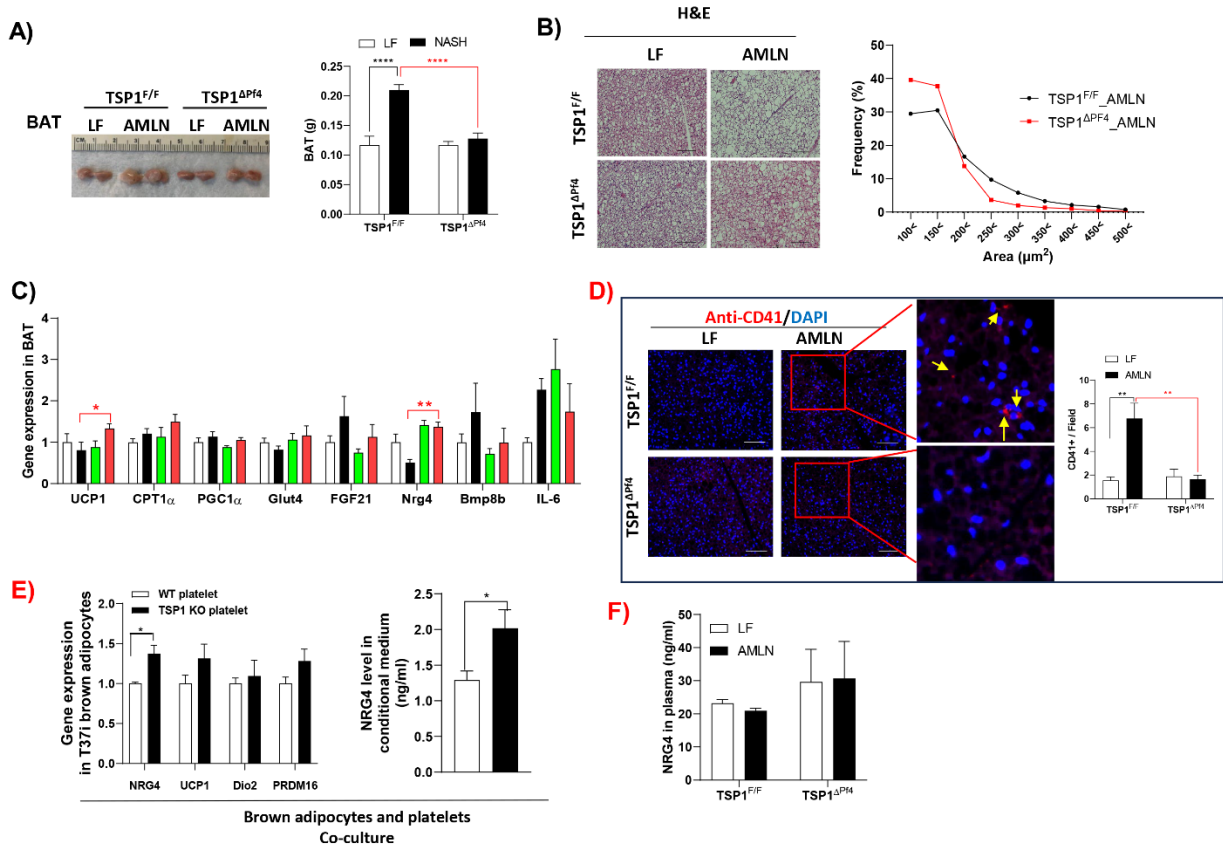 A)
TSP1F/F TSP1ΔPf4
BAT LF AMLN LF AMLN
LF NASH
**** ****
BAT (g)
0.25
0.20
0.15
0.10
0.05
0.00
TSP1F/F TSP1ΔPf4
B)
H&E
LF AMLN
TSP1F/F
TSP1ΔPf4
Frequency (%)
50
40
30
20
10
0
TSP1F/F_AMLN
TSP1ΔPF4_AMLN
100< 150< 200< 250< 300< 350< 400< 450< 500<
Area (µm2)
C)
Gene expression in BAT
4
3
2
1
0
* **
UCP1 CPT1α PGC1α Glut4 FGF21 Nrg4 Bmp8b IL-6
D)
Anti-CD41/DAPI
LF AMLN
TSP1F/F
TSP1ΔPf4
LF
AMLN
** **
CD41+ / Field
10
8
6
4
2
0
TSP1F/F TSP1ΔPf4
E)
WT platelet
TSP1 KO platelet
*
Gene expression
in T37i brown adipocytes
2.0
1.5
1.0
0.5
0.0
NRG4 UCP1 Dio2 PRDM16
*
NRG4 level in
conditional medium
(ng/ml)
2.5
2.0
1.5
1.0
0.5
0.0
Brown adipocytes and platelets
Co-culture
F)
LF
AMLN
NRG4 in plasma (ng/ml)
50
40
30
20
10
0
TSP1F/F TSP1ΔPf4